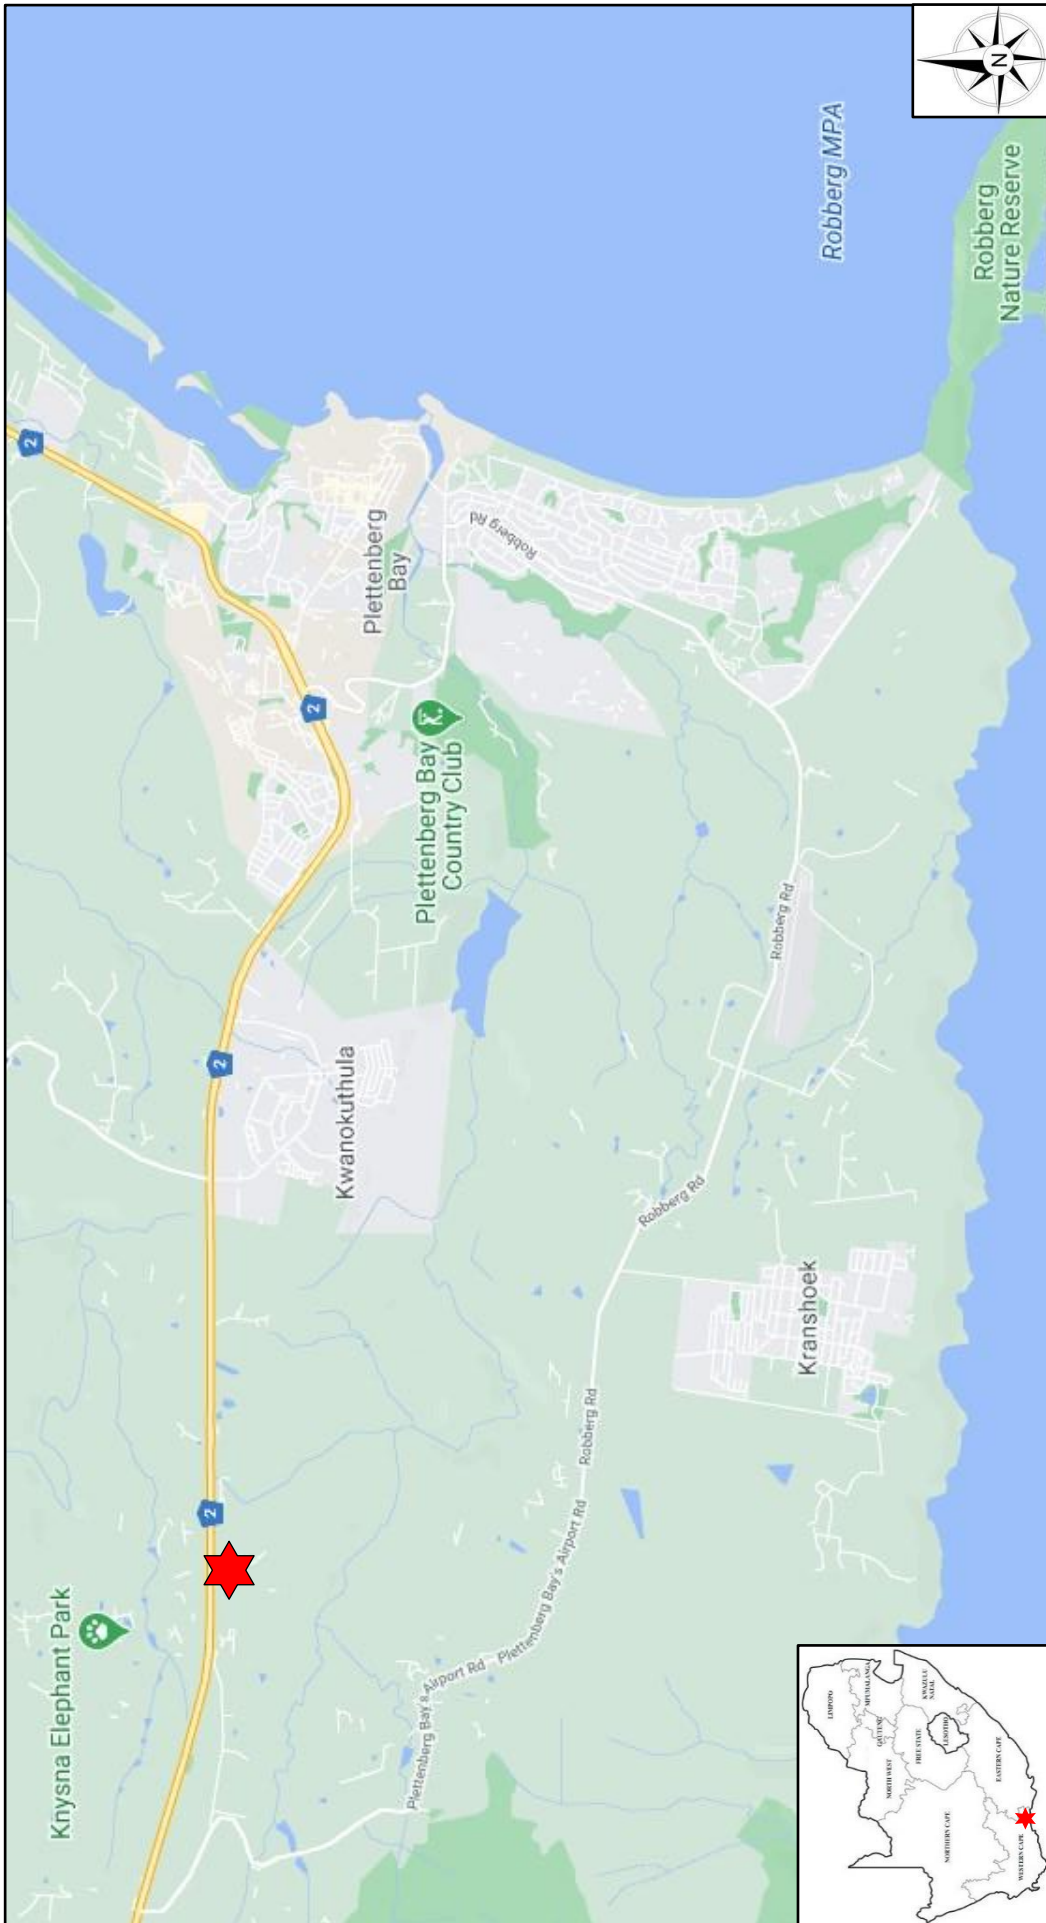 N
Robberg MPA
Robberg
Nature Reserve
2
Plettenberg
Bay
Robberg Rd
2
Plettenberg Bay
Country Club
2
Kwanokuthula
Robberg Rd
Robberg Rd
Kranshoek
Robberg Rd
2
Knysna Elephant Park
Plettenberg Bay's Airport Rd
Plettenberg Bay's Airport Rd
LIMPOPO
MPUMALANGA
GAUTENG
NORTH WEST
KWAZULU
NATAL
FREE STATE
LESOTHO
NORTHERN CAPE
EASTERN CAPE
WESTERN CAPE